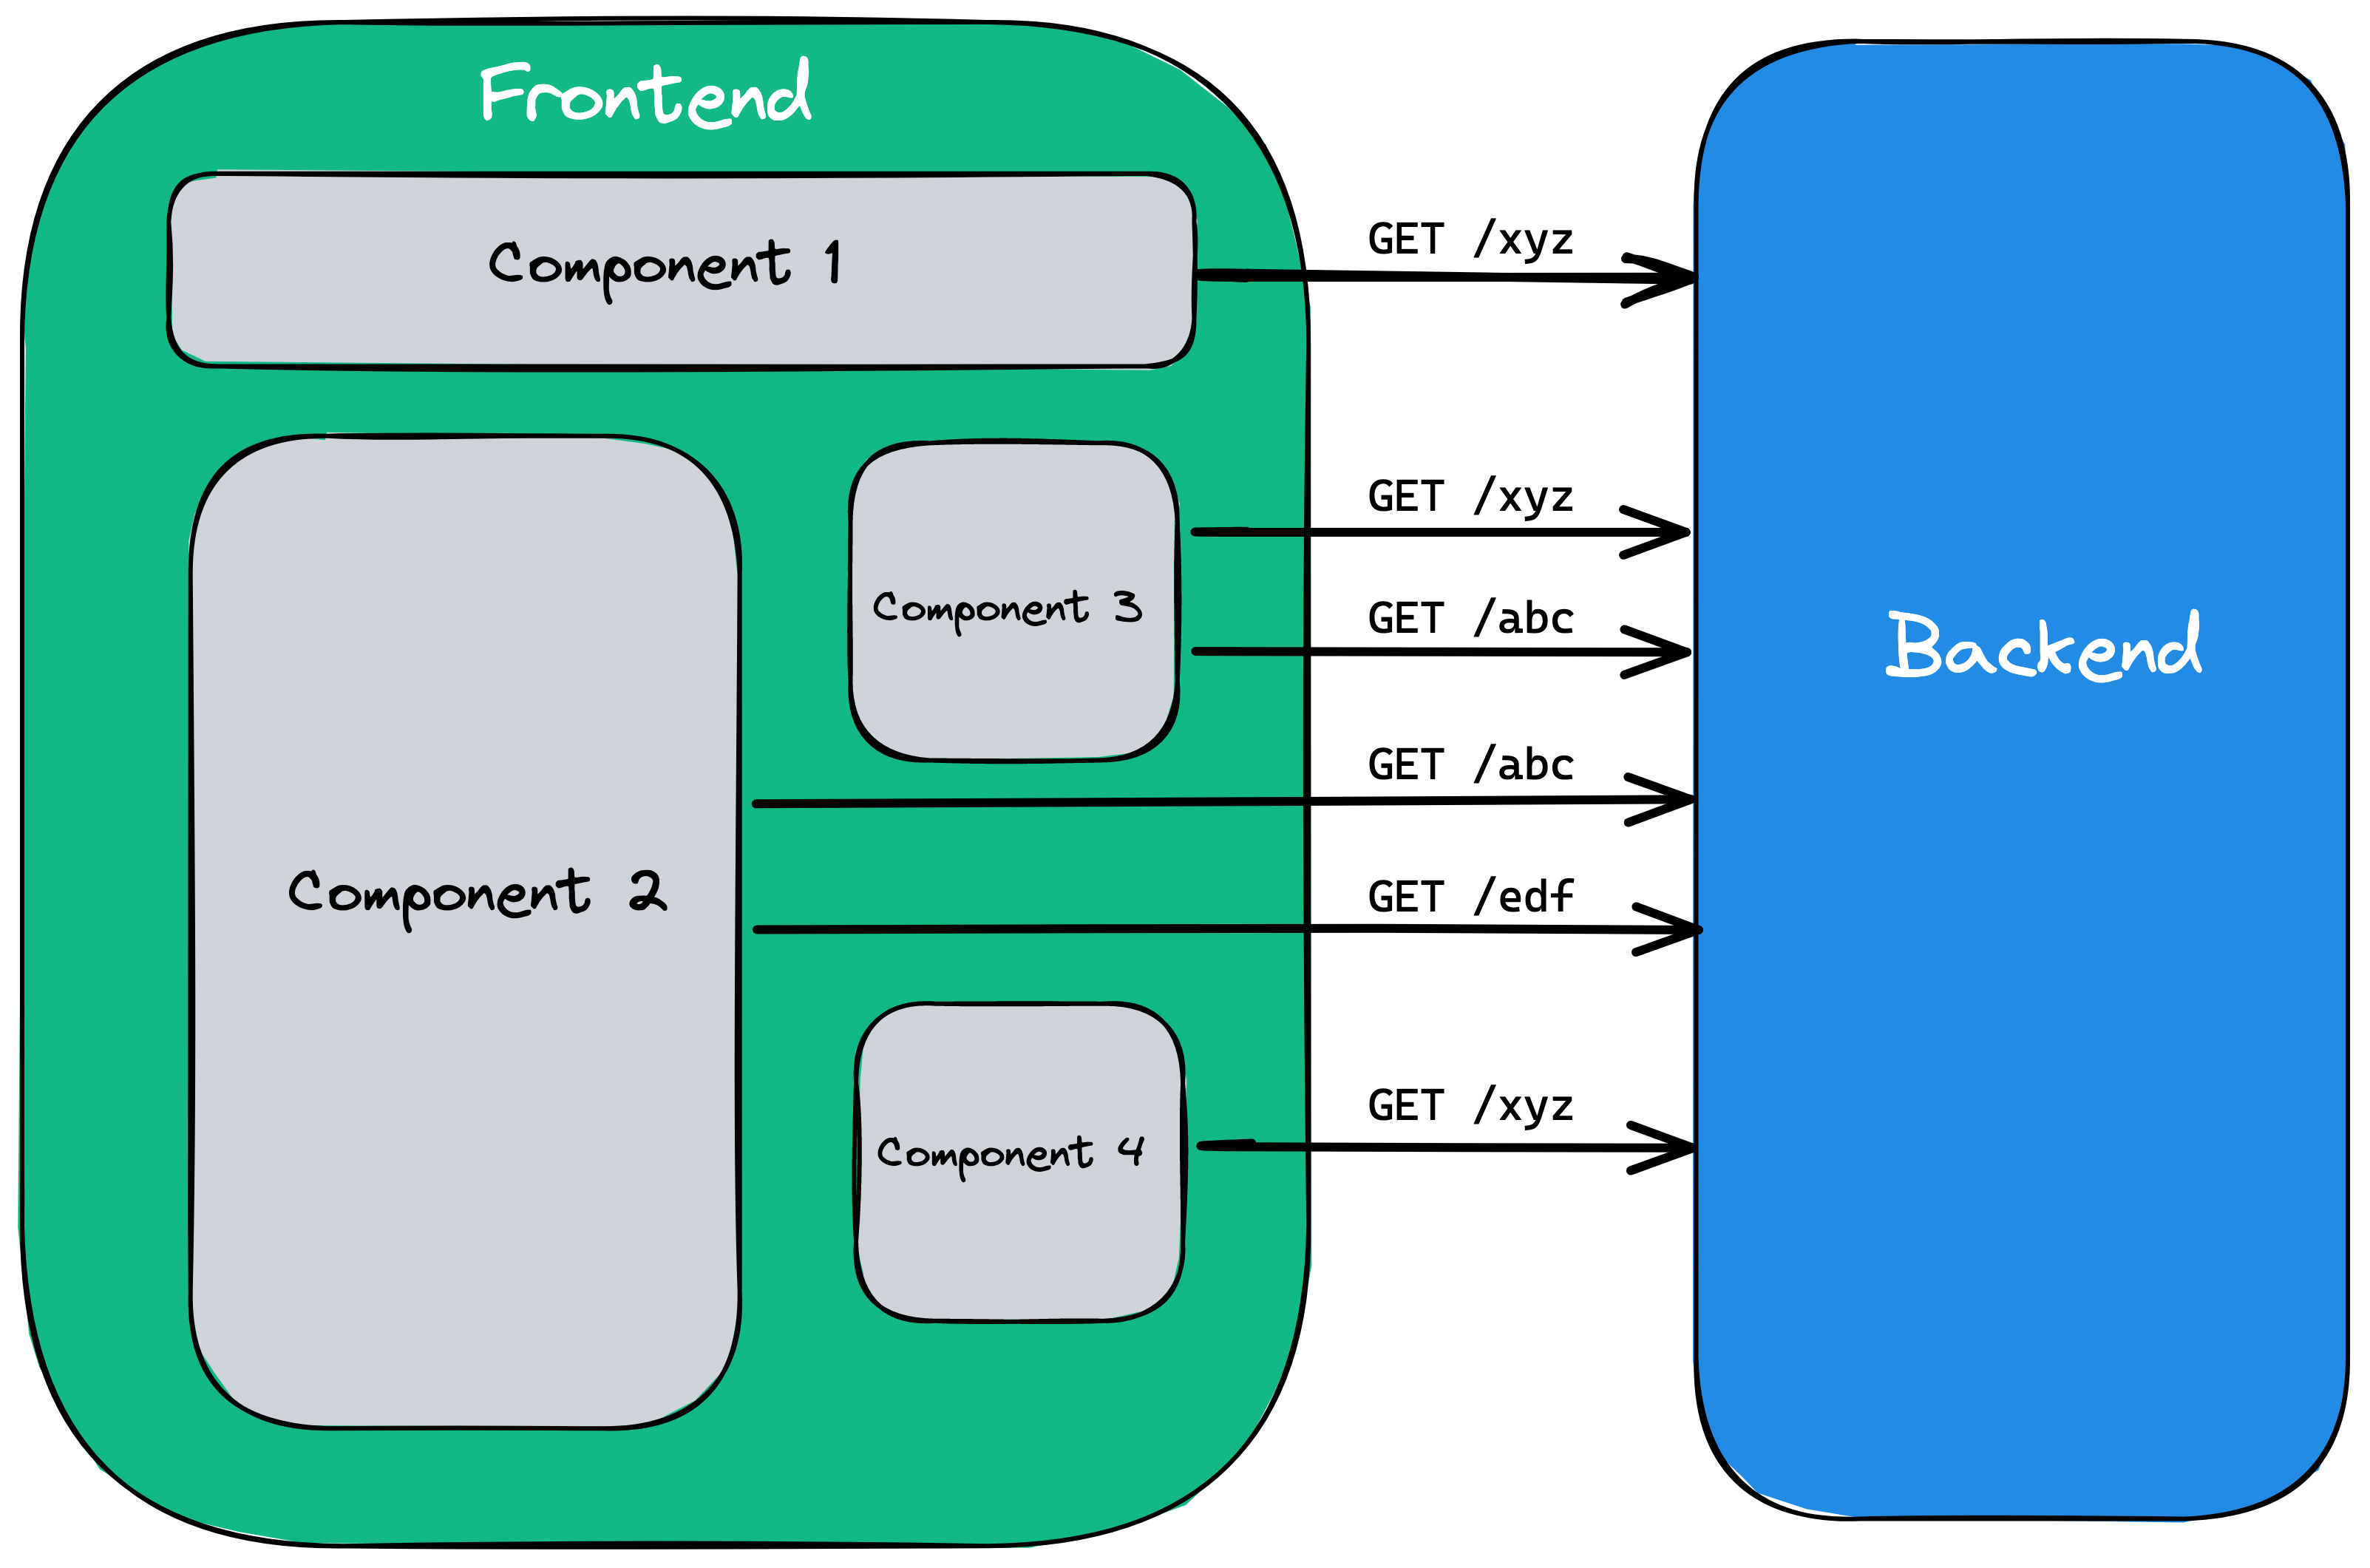 Frontend
Component 1
GET /xyz
GET /xyz
Component 3
GET /abc
Backend
GET /abc
Component 2
GET /edf
GET /xyz
Component 4